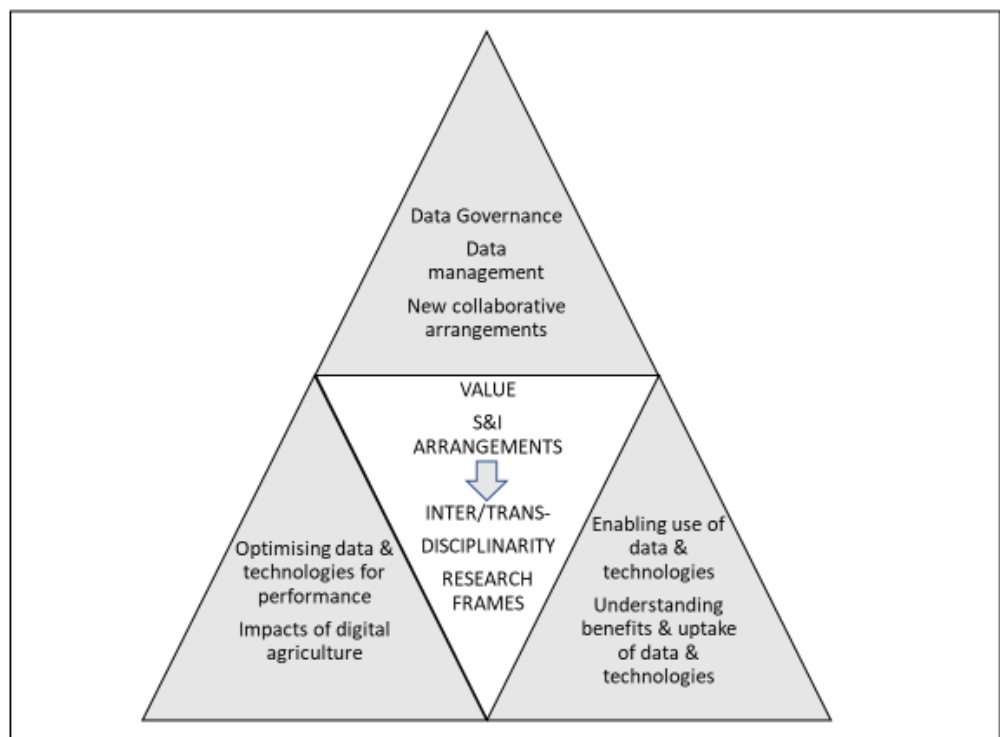 Data Governance
Data
management
New collaborative
arrangements
VALUE
S&I
ARRANGEMENTS
INTER/TRANS-
DISCIPLINARITY
RESEARCH
FRAMES
Optimising data &
technologies for
performance
Impacts of digital
agriculture
Enabling use of
data &
technologies
Understanding
benefits & uptake
of data &
technologies